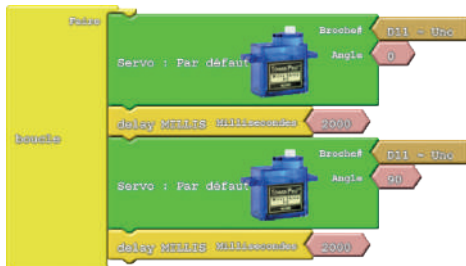 Faire
Broche# D11 - Uno
Angle 0
Servo : Par défaut
delay MILLIS Millisecondes 2000
boucle
Broche# D11 - Uno
Angle 90
Servo : Par défaut
delay MILLIS Millisecondes 2000